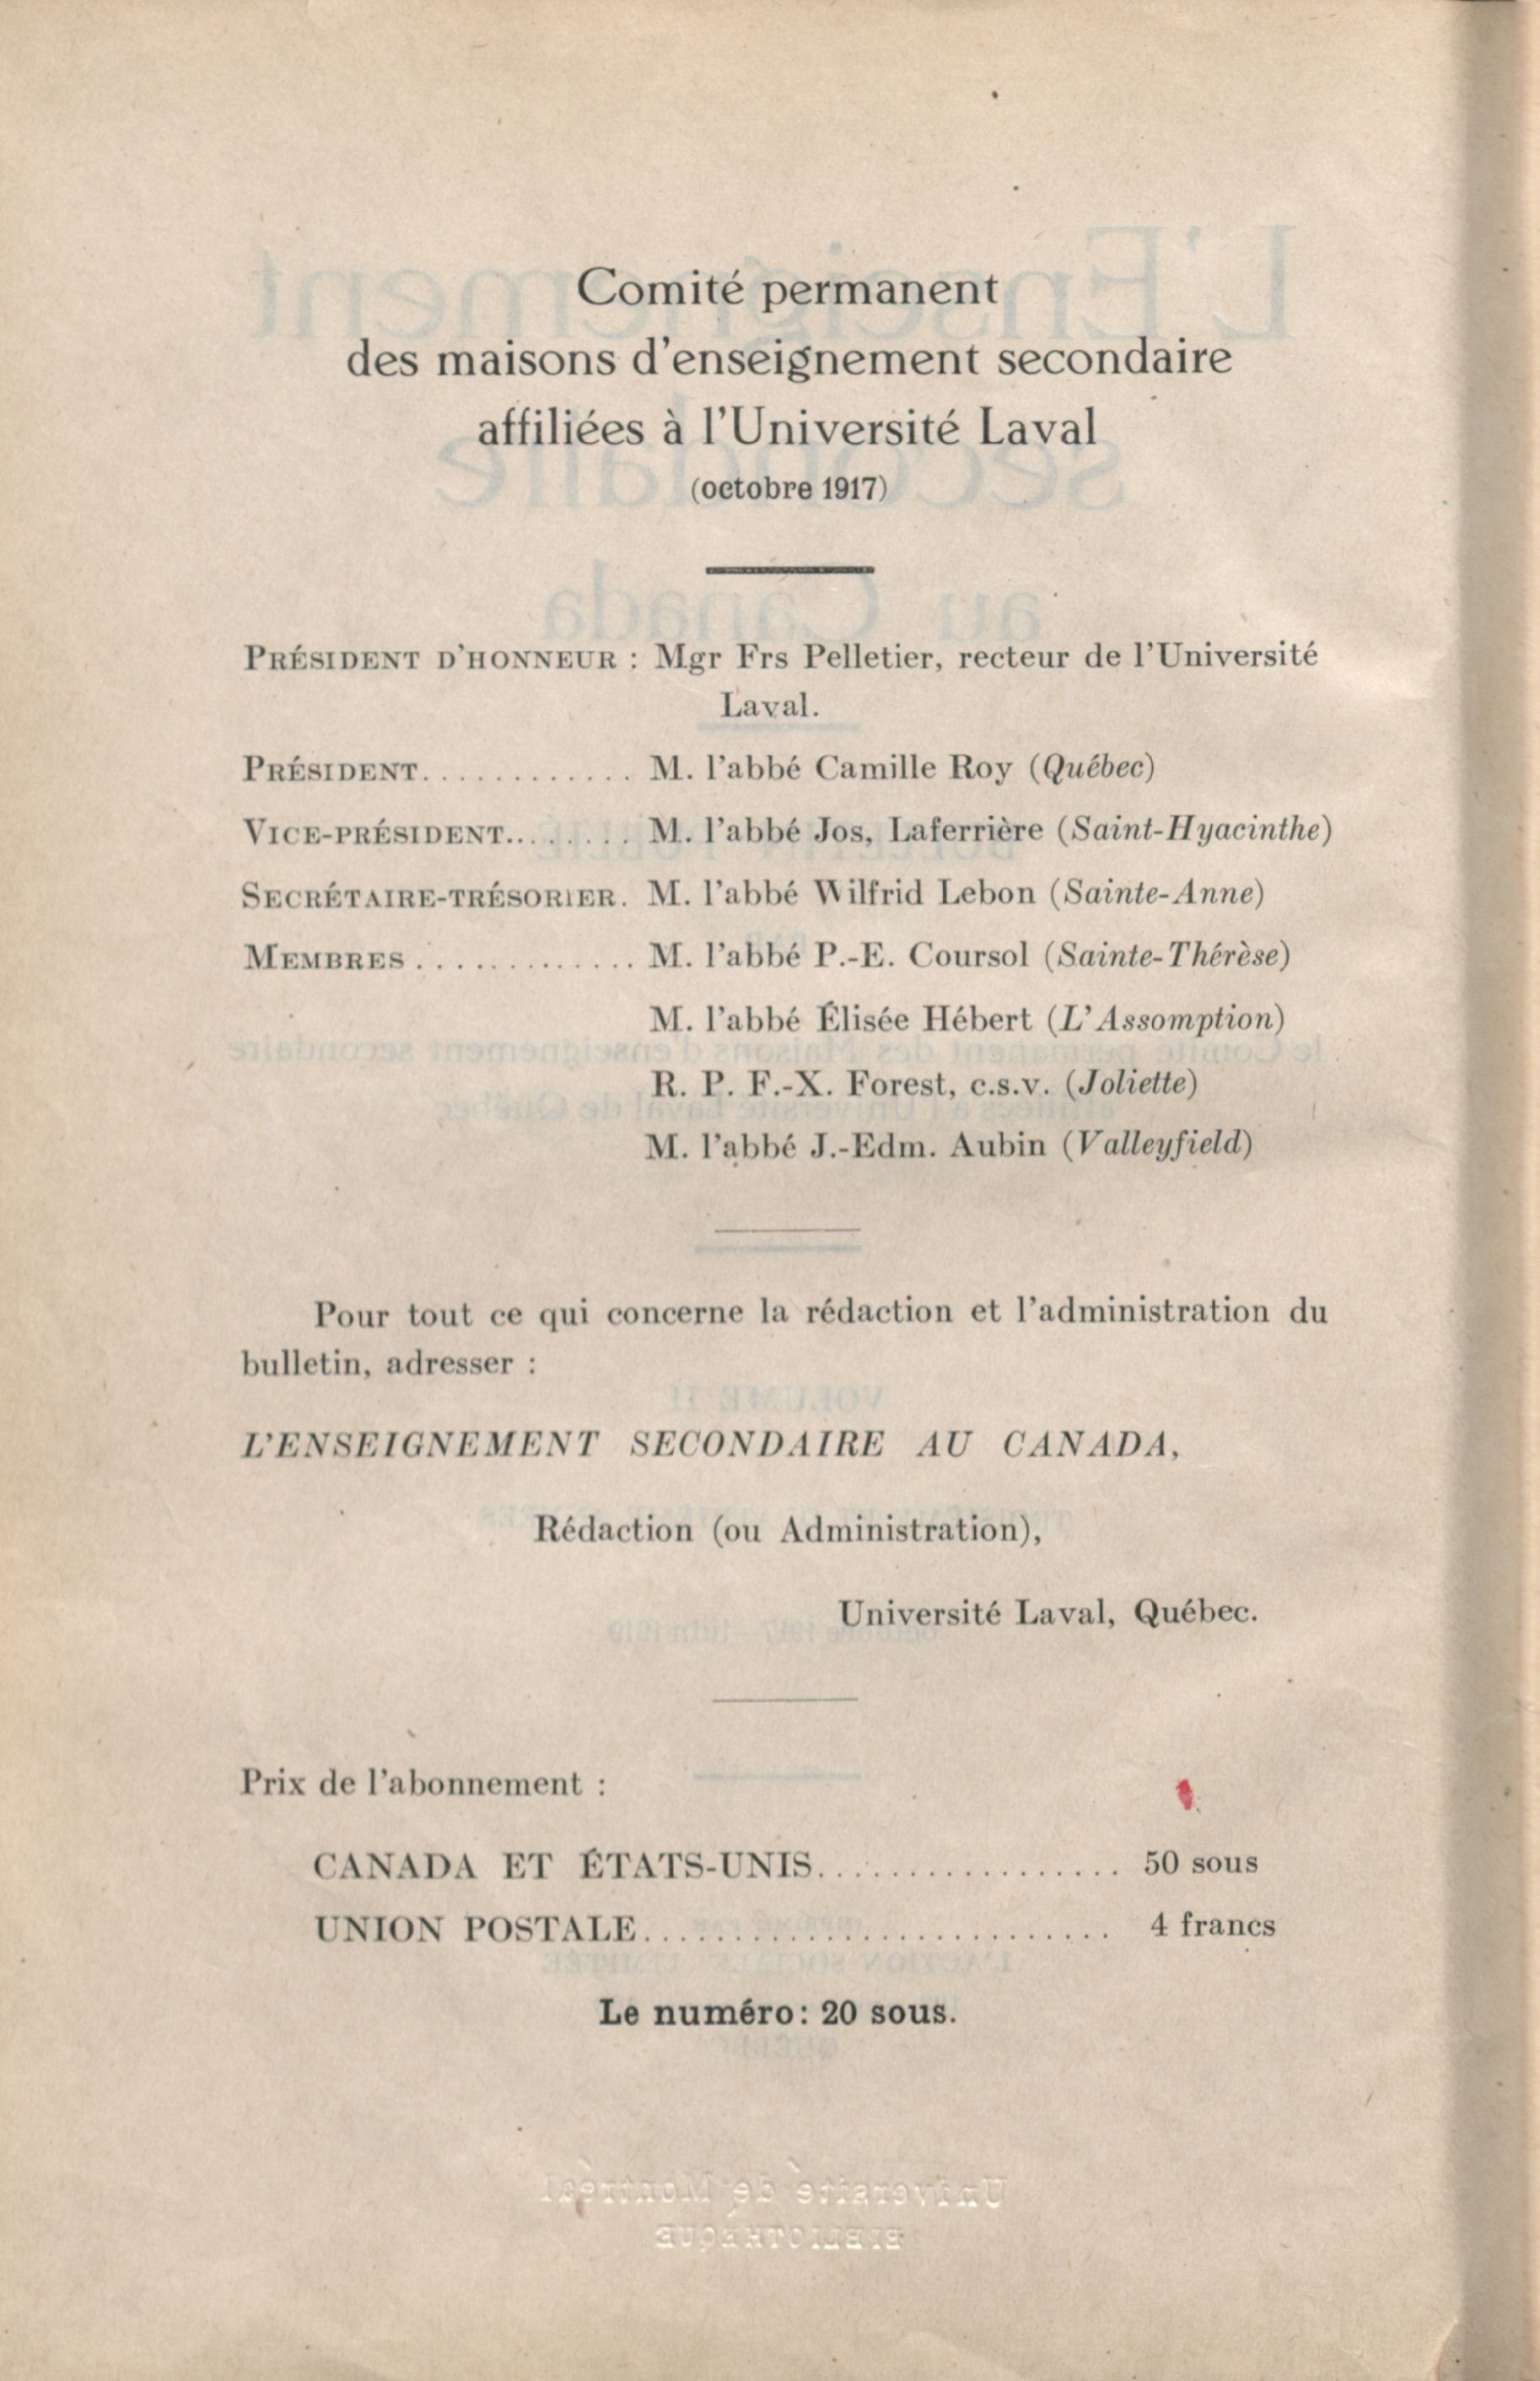 Comité permanent
des maisons d'enseignement secondaire
affiliées à l'Université Laval
(octobre 1917)
PRÉSIDENT D'HONNEUR : Mgr Frs Pelletier, recteur de l'Université
Laval.
PRÉSIDENT............ M. l'abbé Camille Roy (Québec)
VICE-PRÉSIDENT........ M. l'abbé Jos, Laferrière (Saint-Hyacinthe)
SECRÉTAIRE-TRÉSORIER. M. l'abbé Wilfrid Lebon (Sainte-Anne)
MEMBRES............. M. l'abbé P.-E. Coursol (Sainte-Thérèse)
M. l'abbé Élisée Hébert (L'Assomption)
R. P. F.-X. Forest, c.s.v. (Joliette)
M. l'abbé J.-Edm. Aubin (Valleyfield)
Pour tout ce qui concerne la rédaction et l'administration du
bulletin, adresser :
L'ENSEIGNEMENT SECONDAIRE AU CANADA,
Rédaction (ou Administration),
Université Laval, Québec.
Prix de l'abonnement :
CANADA ET ÉTATS-UNIS................. 50 sous
UNION POSTALE.......................... 4 francs
Le numéro: 20 sous.
Université de Montréal
BIBLIOTHÈQUE